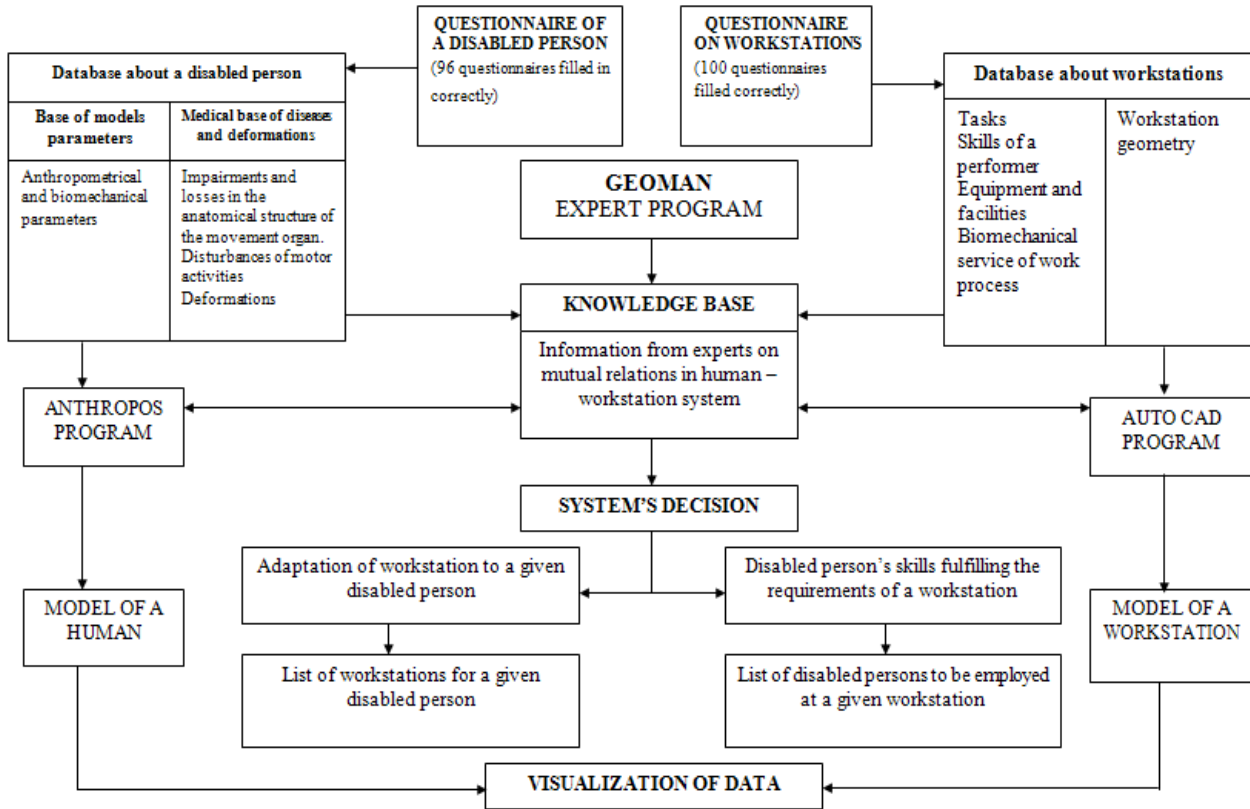 QUESTIONNAIRE OF
A DISABLED PERSON
(96 questionnaires filled in
correctly)
QUESTIONNAIRE
ON WORKSTATIONS
(100 questionnaires
filled correctly)
Database about a disabled person
Base of models
parameters
Medical base of diseases
and deformations
Anthropometrical
and biomechanical
parameters
Impairments and
losses in the
anatomical structure of
the movement organ.
Disturbances of motor
activities
Deformations
Database about workstations
Tasks
Skills of a
performer
Equipment and
facilities
Biomechanical
service of work
process
Workstation
geometry
GEOMAN
EXPERT PROGRAM
KNOWLEDGE BASE
Information from experts on
mutual relations in human –
workstation system
ANTHROPOS
PROGRAM
AUTO CAD
PROGRAM
SYSTEM'S DECISION
Adaptation of workstation to a given
disabled person
Disabled person's skills fulfilling the
requirements of a workstation
MODEL OF A
HUMAN
MODEL OF A
WORKSTATION
List of workstations for a given
disabled person
List of disabled persons to be employed
at a given workstation
VISUALIZATION OF DATA